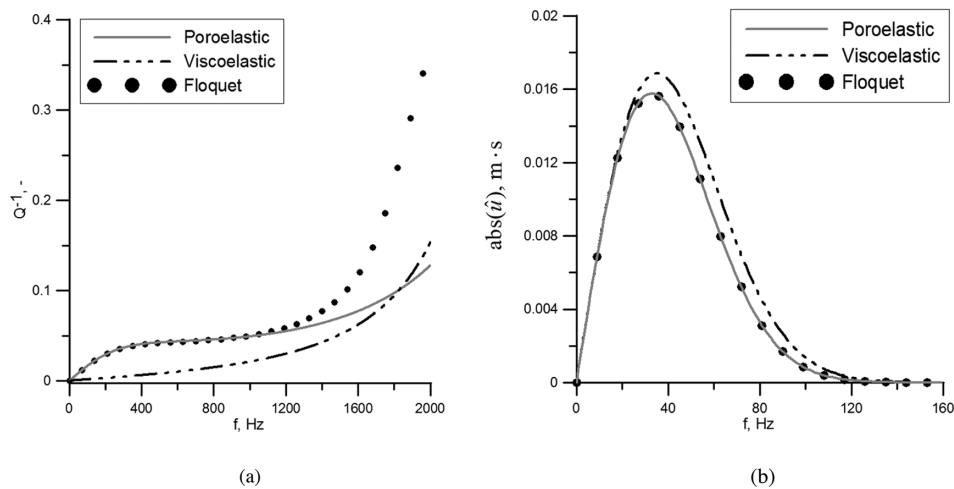 0.4
0.3
0.2
0.1
0
Q⁻¹, -
Poroelastic
Viscoelastic
Floquet
0 400 800 1200 1600 2000
f, Hz
(a)
0.02
0.016
0.012
0.008
0.004
0
abs(û), m · s
Poroelastic
Viscoelastic
Floquet
0 40 80 120 160
f, Hz
(b)